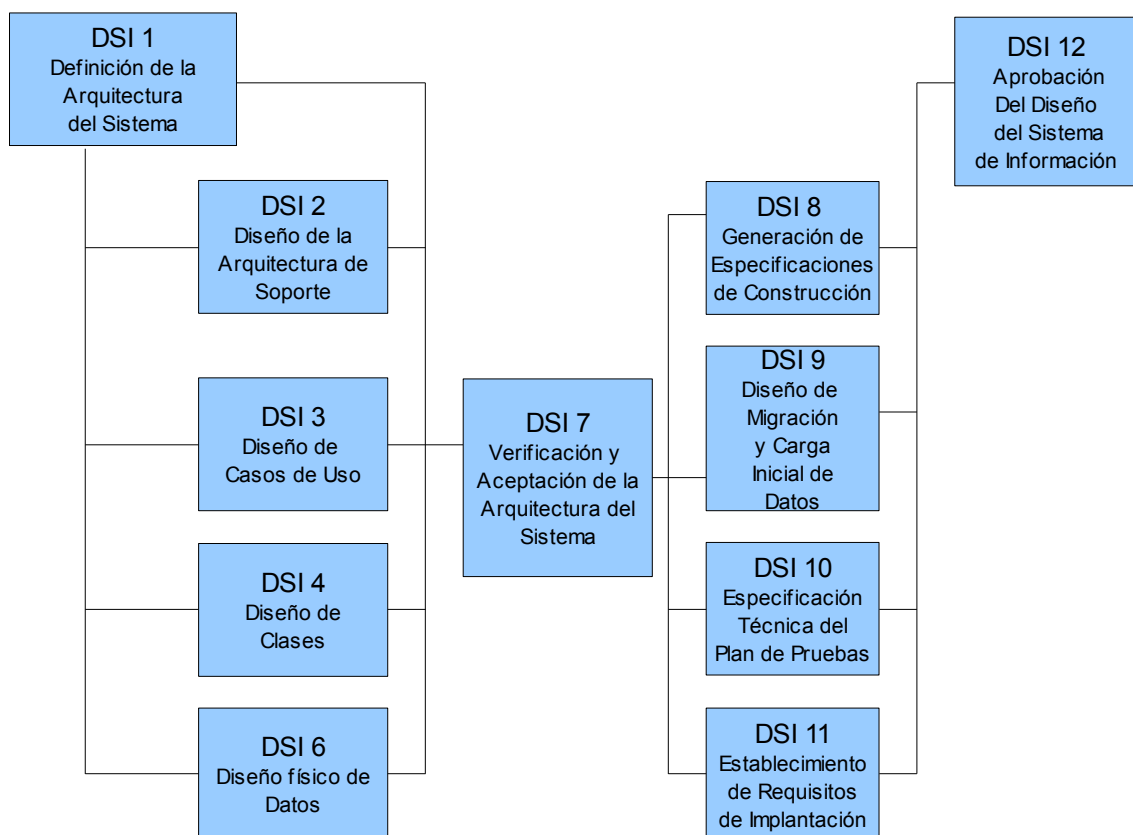 DSI 1
Definición de la
Arquitectura
del Sistema
DSI 2
Diseño de la
Arquitectura de
Soporte
DSI 3
Diseño de
Casos de Uso
DSI 4
Diseño de
Clases
DSI 6
Diseño físico de
Datos
DSI 7
Verificación y
Aceptación de la
Arquitectura del
Sistema
DSI 8
Generación de
Especificaciones
de Construcción
DSI 9
Diseño de
Migración
y Carga
Inicial de
Datos
DSI 10
Especificación
Técnica del
Plan de Pruebas
DSI 11
Establecimiento
de Requisitos
de Implantación
DSI 12
Aprobación
Del Diseño
del Sistema
de Información